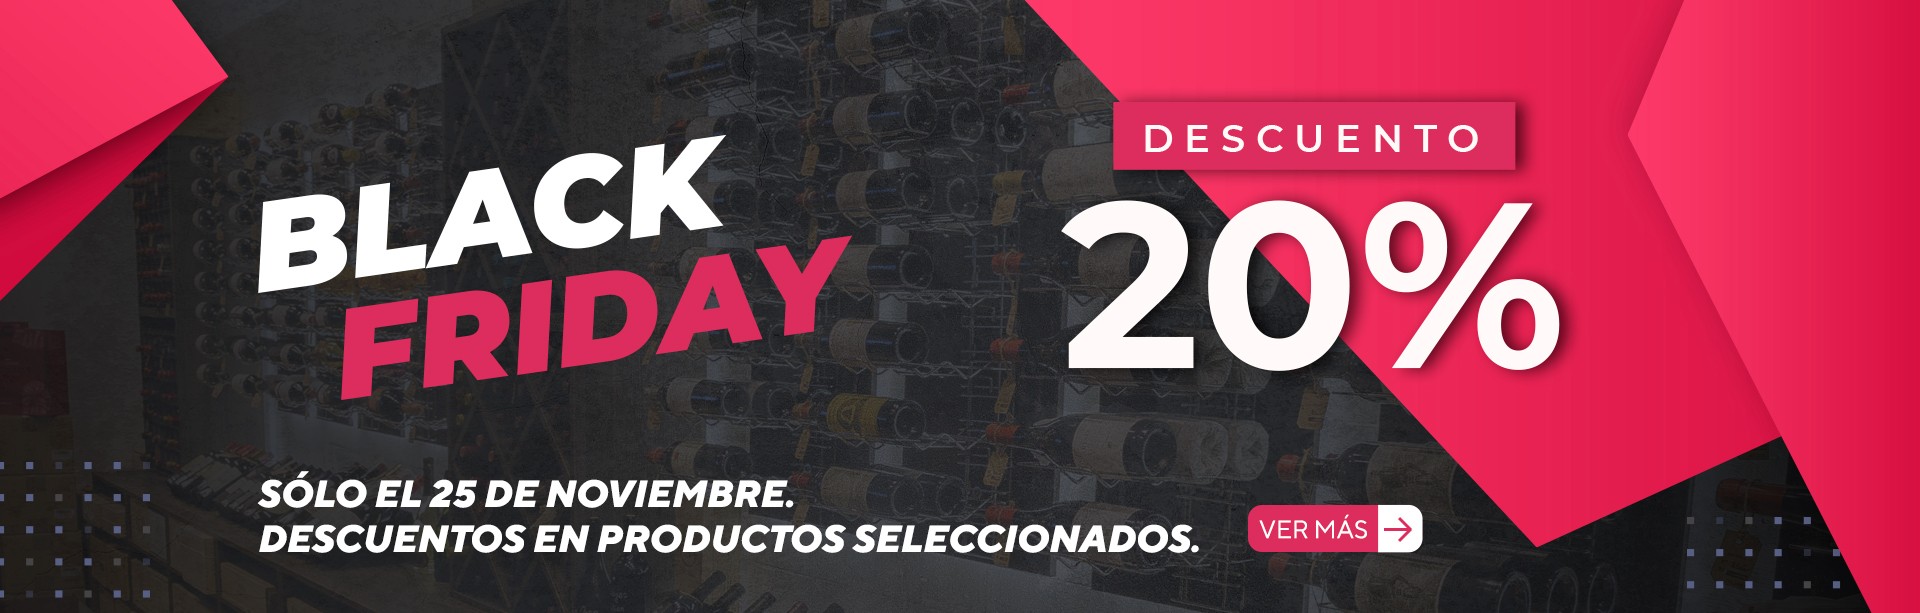 BLACK
FRIDAY
DESCUENTO
20%
SÓLO EL 25 DE NOVIEMBRE.
DESCUENTOS EN PRODUCTOS SELECCIONADOS.
VER MÁS